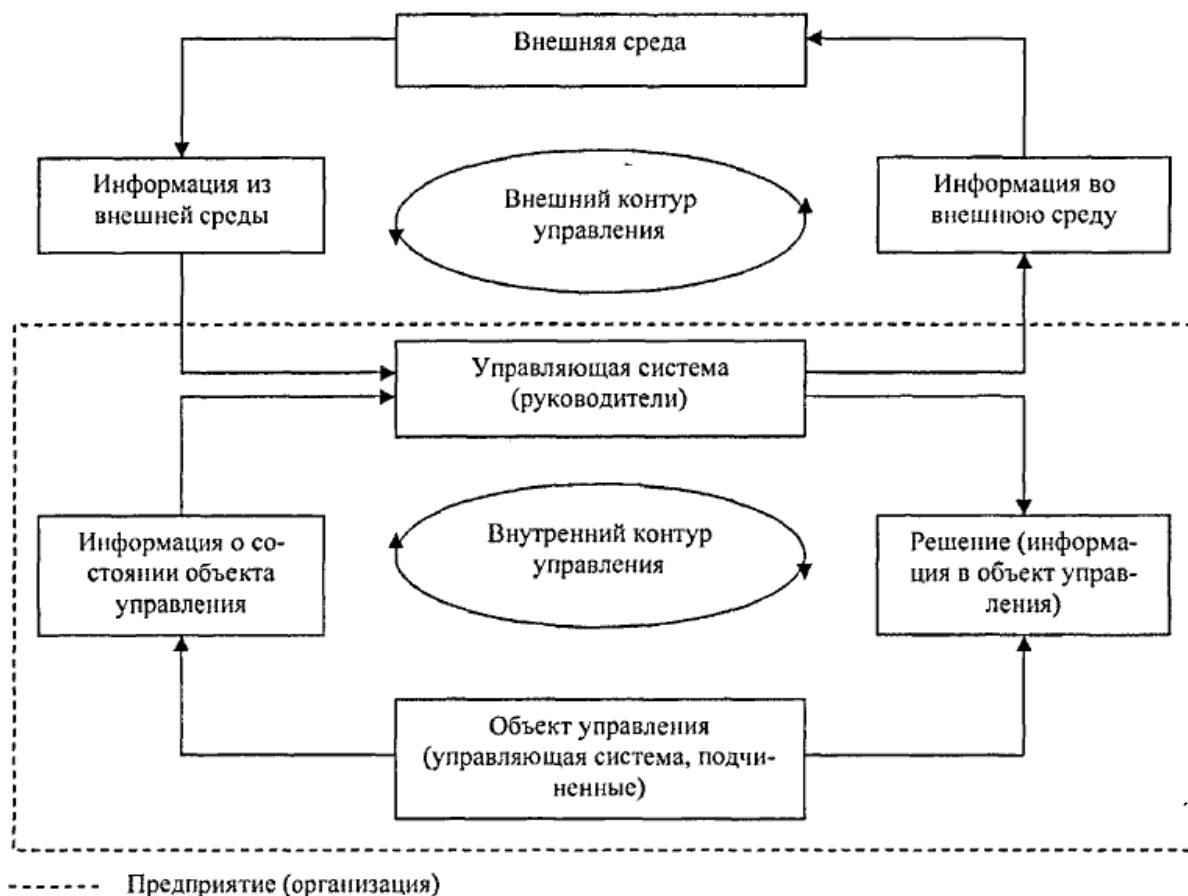 Внешняя среда
Информация из
внешней среды
Внешний контур
управления
Информация во
внешнюю среду
Управляющая система
(руководители)
Информация о со-
стоянии объекта
управления
Внутренний контур
управления
Решение (информа-
ция в объект управ-
ления)
Объект управления
(управляющая система, подчи-
ненные)
Предприятие (организация)